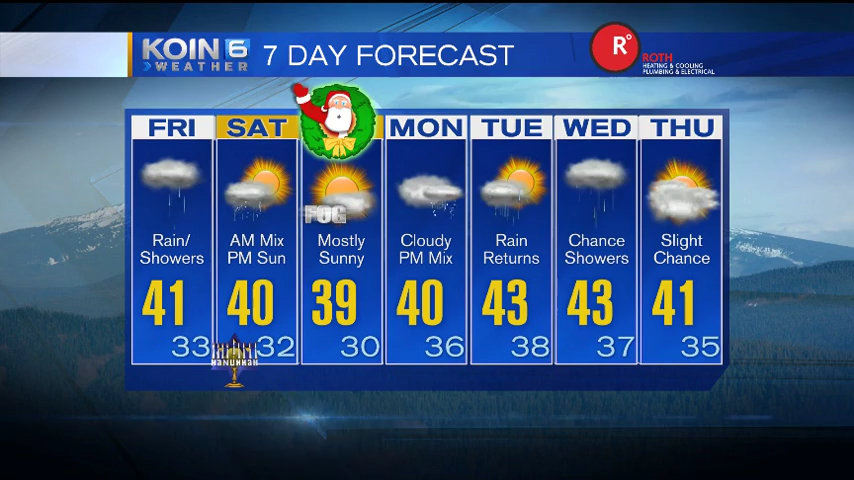 KOIN 6
WEATHER
7 DAY FORECAST
R°
ROTH
HEATING & COOLING
PLUMBING & ELECTRICAL
FRI SAT MON TUE WED THU
FOG
Rain/
Showers
AM Mix
PM Sun
Mostly
Sunny
Cloudy
PM Mix
Rain
Returns
Chance
Showers
Slight
Chance
41 40 39 40 43 43 41
33 32 30 36 38 37 35
HANUKKAH